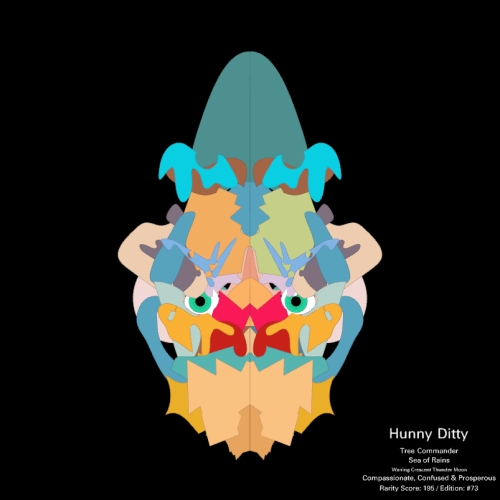 Hunny Ditty
Tree Commander
Sea of Rains
Waning Crescent Thunder Moon
Compassionate, Confused & Prosperous
Rarity Score: 195 / Edition: #73